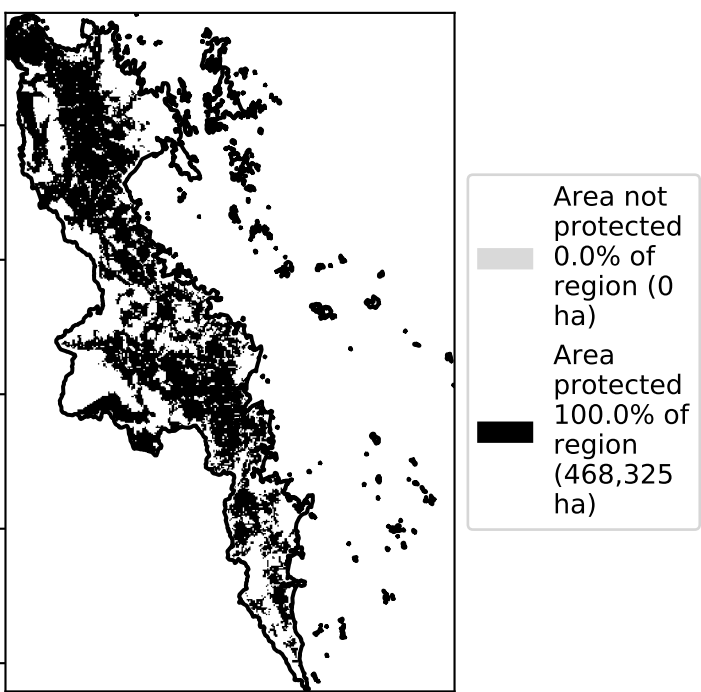 Area not
protected
0.0% of
region (0
ha)
Area
protected
100.0% of
region
(468,325
ha)